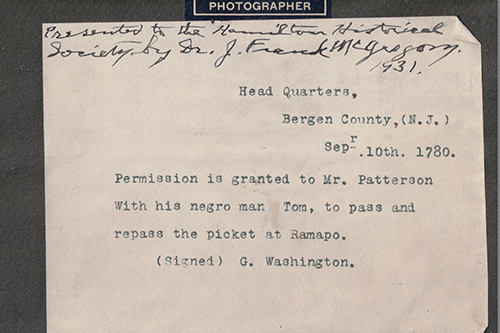 PHOTOGRAPHER
Presented to the Hamilton Historical
Society by Dr. J. Frank McGregory.
1931.
Head Quarters,
Bergen County,(N.J.)
Sepr.10th. 1780.
Permission is granted to Mr. Patterson
With his negro man Tom, to pass and
repass the picket at Ramapo.
(Signed) G. Washington.